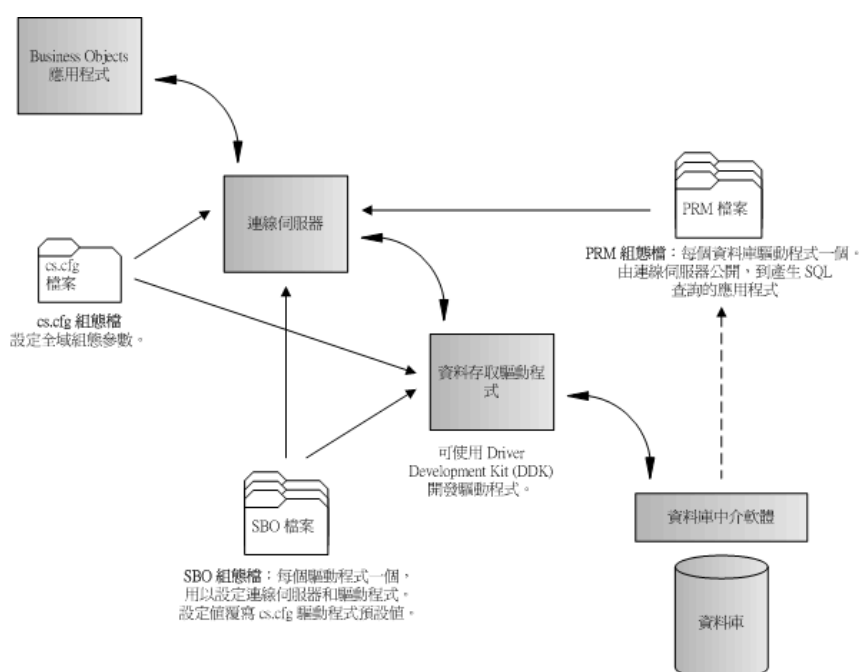 Business Objects
應用程式
連線伺服器
PRM 檔案
PRM 組態檔：每個資料庫驅動程式一個。
由連線伺服器公開，到產生 SQL
查詢的應用程式
cs.cfg
檔案
cs.cfg 組態檔
設定全域組態參數。
資料存取驅動程
式
可使用 Driver
Development Kit (DDK)
開發驅動程式。
SBO 檔案
SBO 組態檔：每個驅動程式一個，
用以設定連線伺服器和驅動程式。
設定值覆寫 cs.cfg 驅動程式預設值。
資料庫中介軟體
資料庫